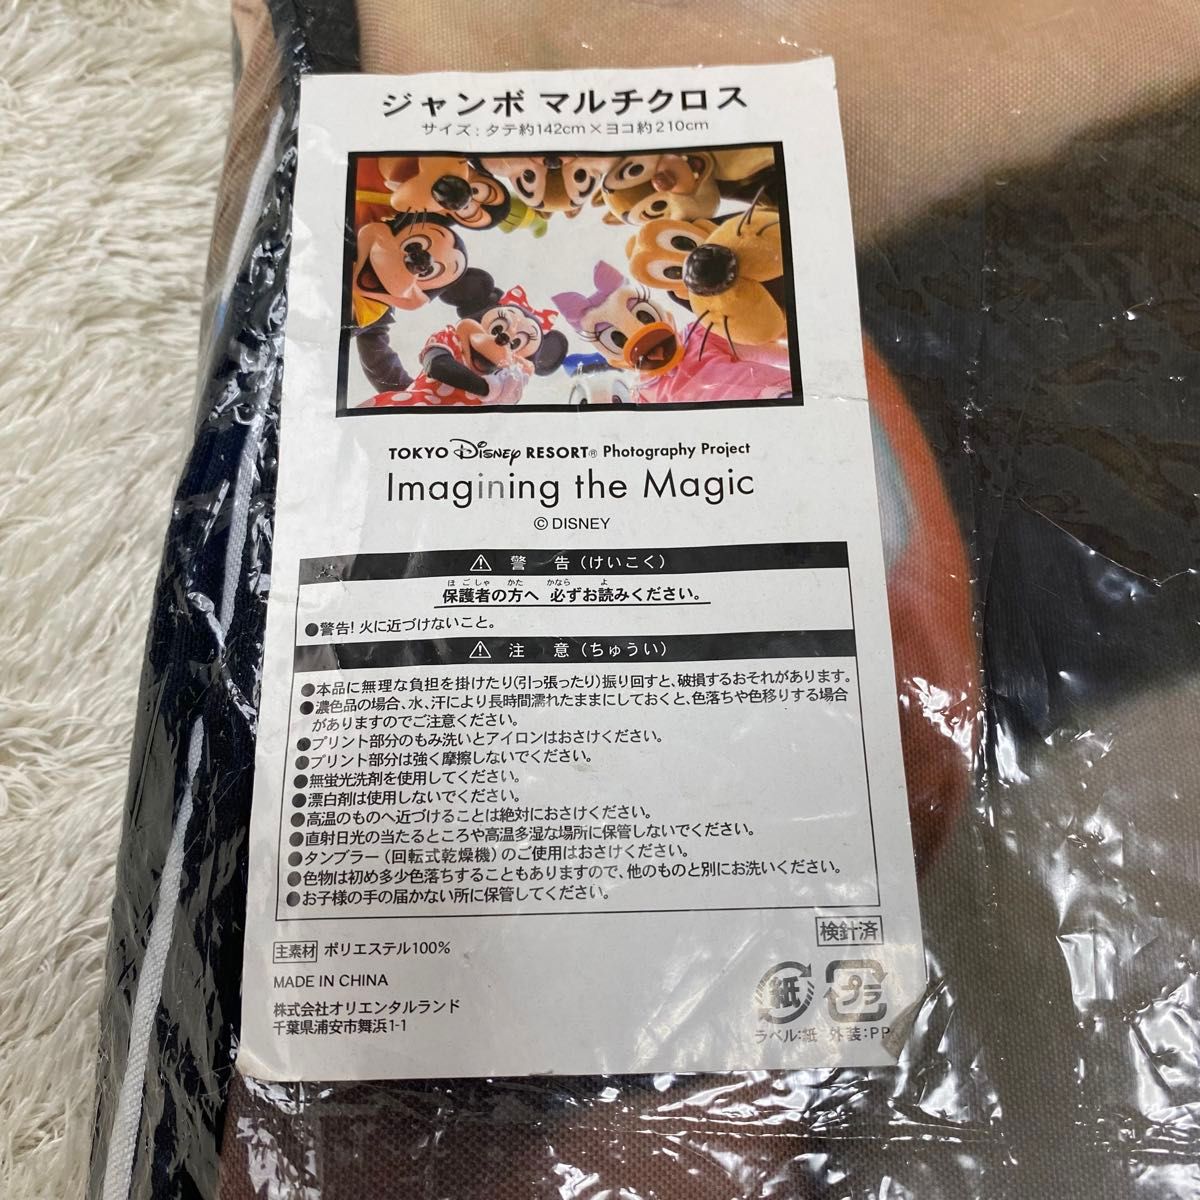 ジャンボ マルチクロス
サイズ:タテ約142cm×ヨコ約210cm
TOKYO Disney RESORT® Photography Project
Imagining the Magic
© DISNEY
⚠ 警 告(けいこく)
ほごしゃ かた かなら よ
保護者の方へ 必ずお読みください。
●警告! 火に近づけないこと。
⚠ 注 意(ちゅうい)
●本品に無理な負担を掛けたり(引っ張ったり)振り回すと、破損するおそれがあります。
●濃色品の場合、水、汗により長時間濡れたままにしておくと、色落ちや色移りする場合
がありますのでご注意ください。
●プリント部分のもみ洗いとアイロンはおさけください。
●プリント部分は強く摩擦しないでください。
●無蛍光洗剤を使用してください。
●漂白剤は使用しないでください。
●高温のものへ近づけることは絶対におさけください。
●直射日光の当たるところや高温多湿な場所に保管しないでください。
●タンブラー(回転式乾燥機)のご使用はおさけください。
●色物は初め多少色落ちすることもありますので、他のものと別にお洗いください。
●お子様の手の届かない所に保管してください。
検針済
主素材 ポリエステル100%
MADE IN CHINA
株式会社オリエンタルランド
千葉県浦安市舞浜1-1
紙 プラ
ラベル:紙 外装:PP